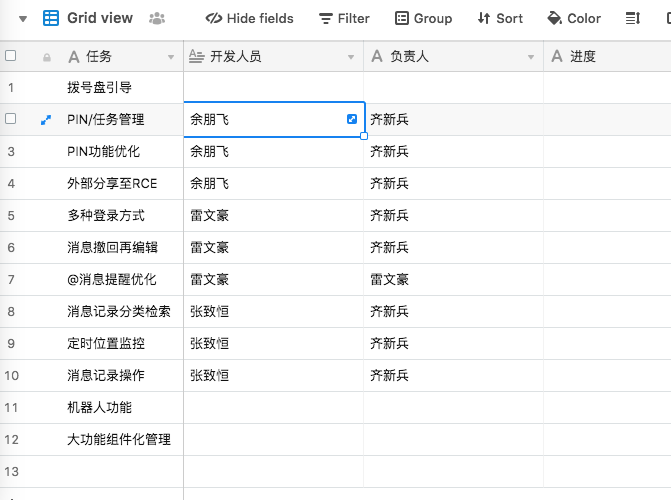 Grid view Hide fields Filter Group Sort Color
任务 开发人员 负责人 进度
1 拨号盘引导
PIN/任务管理 余朋飞 齐新兵
3 PIN功能优化 余朋飞 齐新兵
4 外部分享至RCE 余朋飞 齐新兵
5 多种登录方式 雷文豪 齐新兵
6 消息撤回再编辑 雷文豪 齐新兵
7 @消息提醒优化 雷文豪 雷文豪
8 消息记录分类检索 张致恒 齐新兵
9 定时位置监控 张致恒 齐新兵
10 消息记录操作 张致恒 齐新兵
11 机器人功能
12 大功能组件化管理
13